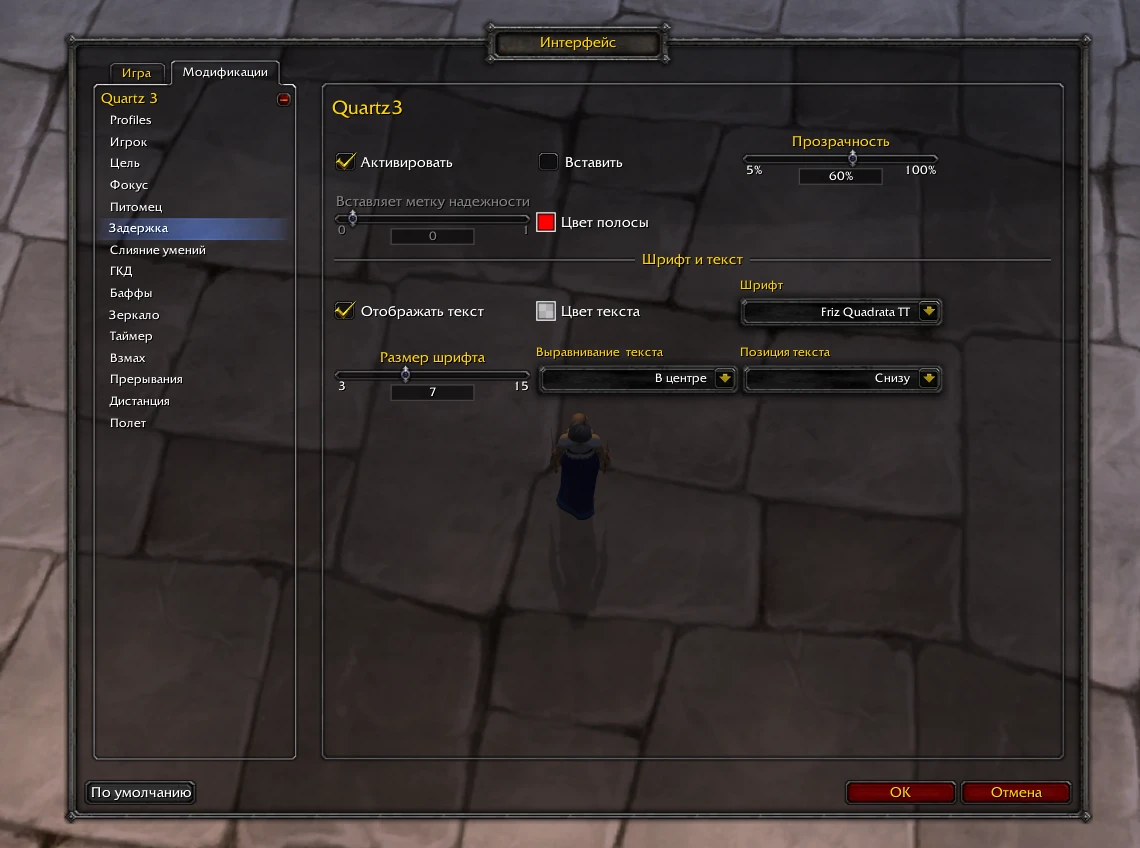 Интерфейс
Игра
Модификации
Quartz 3
Profiles
Игрок
Цель
Фокус
Питомец
Задержка
Слияние умений
ГКД
Баффы
Зеркало
Таймер
Взмах
Прерывания
Дистанция
Полет
Quartz3
Активировать
Вставить
Прозрачность
5%
100%
60%
Вставляет метку надежности
0
1
0
Цвет полосы
Шрифт и текст
Отображать текст
Цвет текста
Шрифт
Friz Quadrata TT
Размер шрифта
3
15
7
Выравнивание текста
В центре
Позиция текста
Снизу
По умолчанию
ОК
Отмена